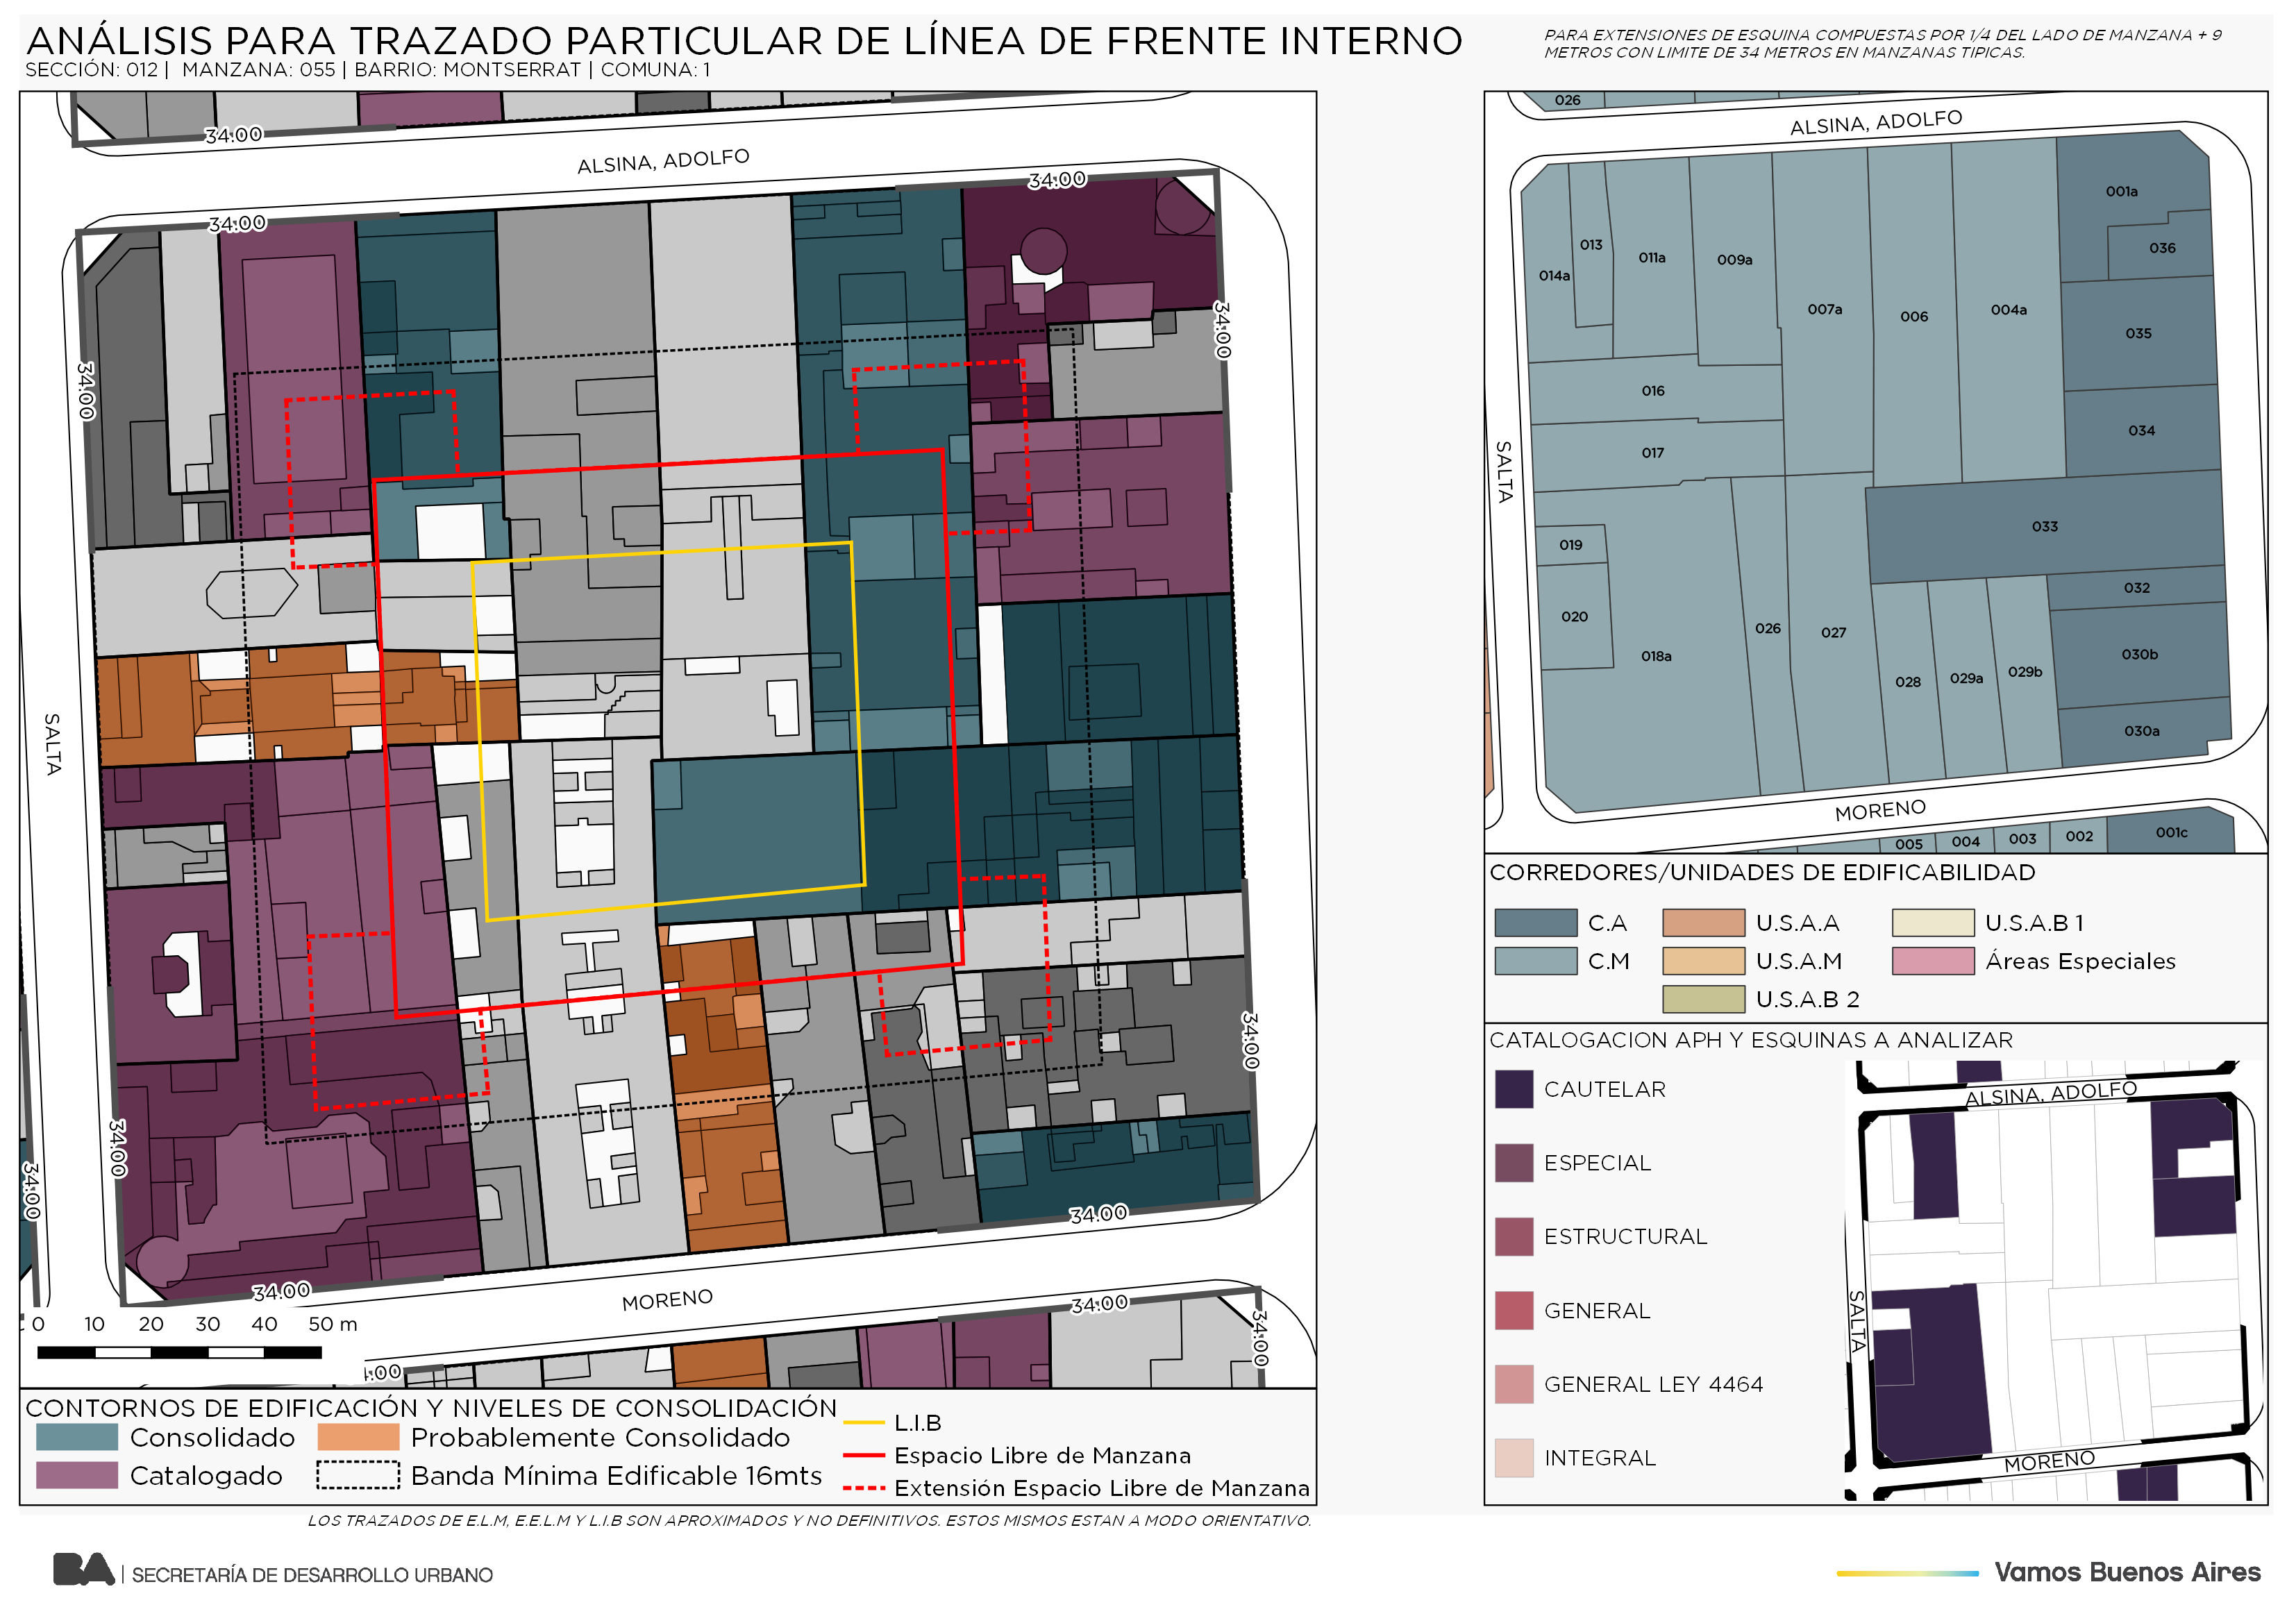 ANÁLISIS PARA TRAZADO PARTICULAR DE LÍNEA DE FRENTE INTERNO
SECCIÓN: 012 | MANZANA: 055 | BARRIO: MONTSERRAT | COMUNA: 1
PARA EXTENSIONES DE ESQUINA COMPUESTAS POR 1/4 DEL LADO DE MANZANA + 9
METROS CON LIMITE DE 34 METROS EN MANZANAS TIPICAS.
34.00
ALSINA, ADOLFO
34.00
34.00
34.00
34.00
SALTA
34.00
34.00
34.00
34.00
34.00
MORENO
34.00
34.00
0 10 20 30 40 50 m
CONTORNOS DE EDIFICACIÓN Y NIVELES DE CONSOLIDACIÓN
Consolidado
Probablemente Consolidado
Catalogado
Banda Mínima Edificable 16mts
L.I.B
Espacio Libre de Manzana
Extensión Espacio Libre de Manzana
LOS TRAZADOS DE E.L.M, E.E.L.M Y L.I.B SON APROXIMADOS Y NO DEFINITIVOS. ESTOS MISMOS ESTAN A MODO ORIENTATIVO.
026
ALSINA, ADOLFO
001a
013
036
011a
009a
014a
007a
004a
006
035
016
034
017
SALTA
033
019
032
020
026
027
030b
018a
029b
029a
028
030a
MORENO
005
004
003
002
001c
CORREDORES/UNIDADES DE EDIFICABILIDAD
C.A
U.S.A.A
U.S.A.B 1
C.M
U.S.A.M
Áreas Especiales
U.S.A.B 2
CATALOGACION APH Y ESQUINAS A ANALIZAR
CAUTELAR
ESPECIAL
ESTRUCTURAL
GENERAL
GENERAL LEY 4464
INTEGRAL
ALSINA, ADOLFO
SALTA
MORENO
BA | SECRETARÍA DE DESARROLLO URBANO
Vamos Buenos Aires